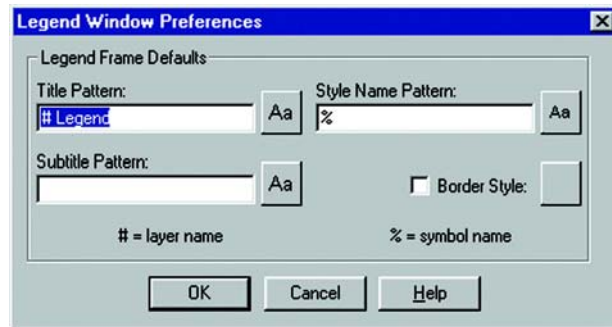 Legend Window Preferences
Legend Frame Defaults
Title Pattern:
# Legend
Aa
Style Name Pattern:
%
Aa
Subtitle Pattern:
Aa
Border Style:
# = layer name
% = symbol name
OK
Cancel
Help